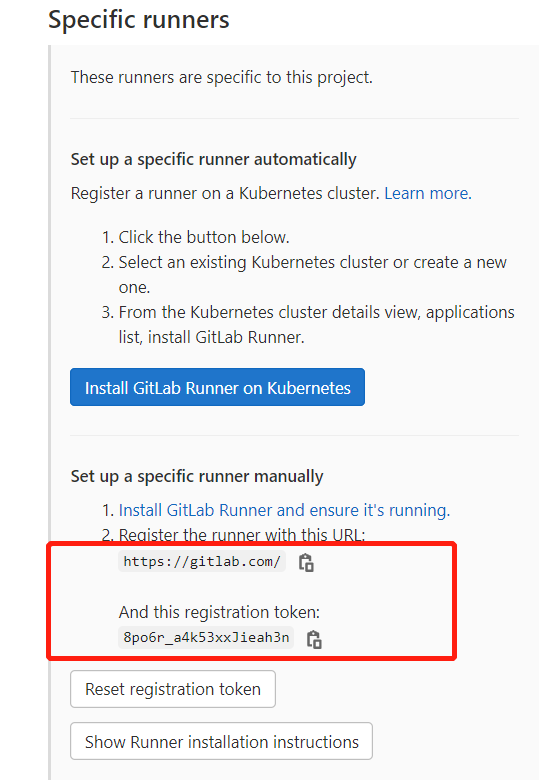 Specific runners
These runners are specific to this project.
Set up a specific runner automatically
Register a runner on a Kubernetes cluster. Learn more.
1. Click the button below.
2. Select an existing Kubernetes cluster or create a new
one.
3. From the Kubernetes cluster details view, applications
list, install GitLab Runner.
Install GitLab Runner on Kubernetes
Set up a specific runner manually
1. Install GitLab Runner and ensure it's running.
2. Register the runner with this URL:
https://gitlab.com/
And this registration token:
8po6r_a4k53xxJieah3n
Reset registration token
Show Runner installation instructions